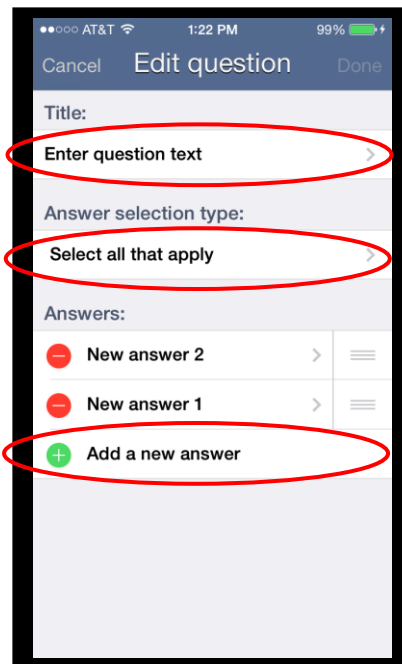 AT&T 1:22 PM 99%
Cancel Edit question Done
Title:
Enter question text
Answer selection type:
Select all that apply
Answers:
New answer 2
New answer 1
Add a new answer